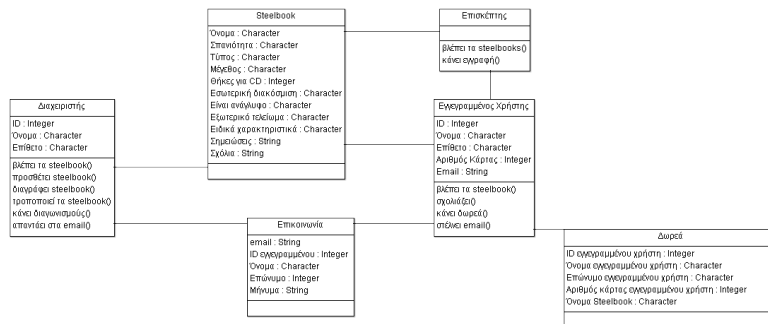 Steelbook
Όνομα : Character
Σπανιότητα : Character
Τύπος : Character
Μέγεθος : Character
Θήκες για CD : Integer
Εσωτερική διακόσμιση : Character
Είναι ανάγλυφο : Character
Εξωτερικό τελείωμα : Character
Ειδικά χαρακτηριστικά : Character
Σημειώσεις : String
Σχόλια : String
Επισκέπτης
βλέπει τα steelbooks()
κάνει εγγραφή()
Διαχειριστής
ID : Integer
Όνομα : Character
Επίθετο : Character
βλέπει τα steelbook()
προσθέτει steelbook()
διαγράφει steelbook()
τροποποιεί τα steelbook()
κάνει διαγωνισμούς()
απαντάει στα email()
Εγγεγραμμένος Χρήστης
ID : Integer
Όνομα : Character
Επίθετο : Character
Αριθμός Κάρτας : Integer
Email : String
βλέπει τα steelbook()
σχολιάζει()
κάνει δωρεά()
στέλνει email()
Επικοινωνία
email : String
ID εγγεγραμμένου : Integer
Όνομα : Character
Επώνυμο : Integer
Μήνυμα : String
Δωρεά
ID εγγεγραμμένου χρήστη : Integer
Όνομα εγγεγραμμένου χρήστη : Character
Επώνυμο εγγεγραμμένου χρήστη : Character
Αριθμός κάρτας εγγεγραμμένου χρήστη : Integer
Όνομα Steelbook : Character